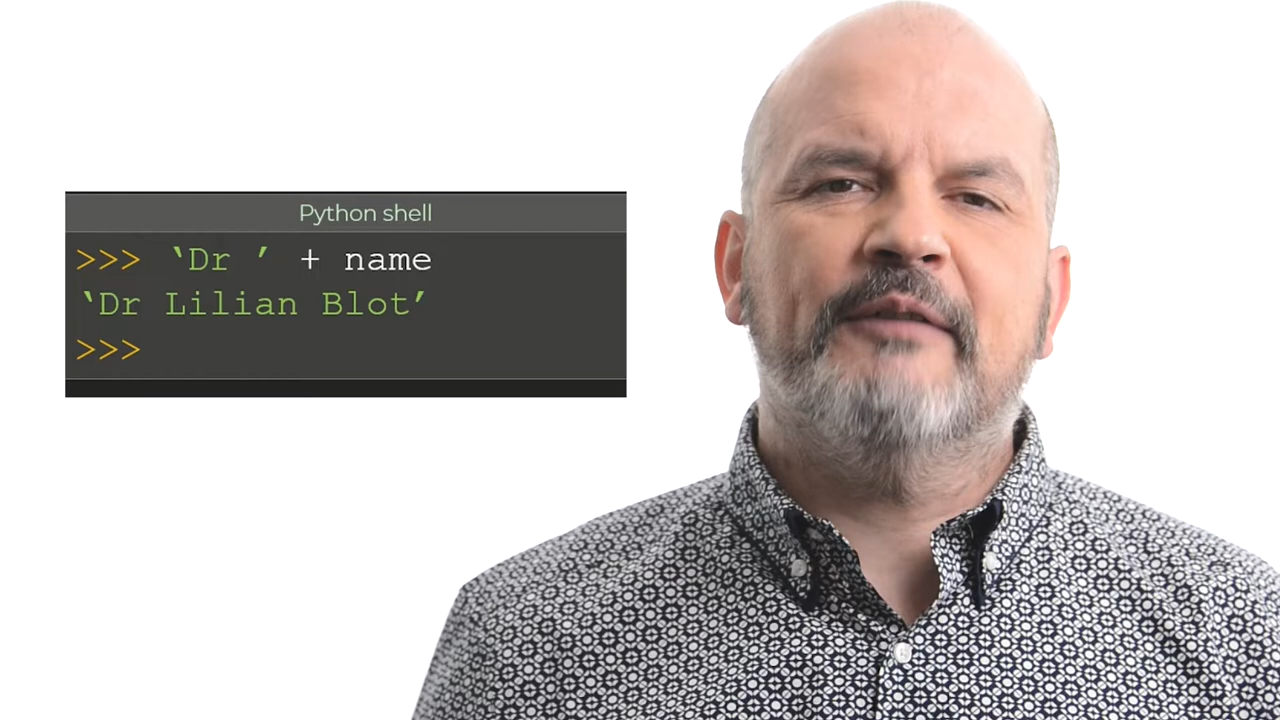 Python shell
>>> ‘Dr ’ + name
‘Dr Lilian Blot’
>>>